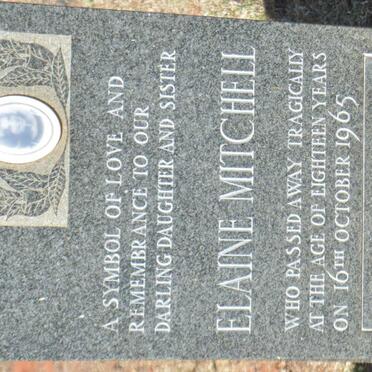 A SYMBOL OF LOVE AND
REMEMBRANCE TO OUR
DARLING DAUGHTER AND SISTER
ELAINE MITCHELL
WHO PASSED AWAY TRAGICALLY
AT THE AGE OF EIGHTEEN YEARS
ON 16TH OCTOBER 1965